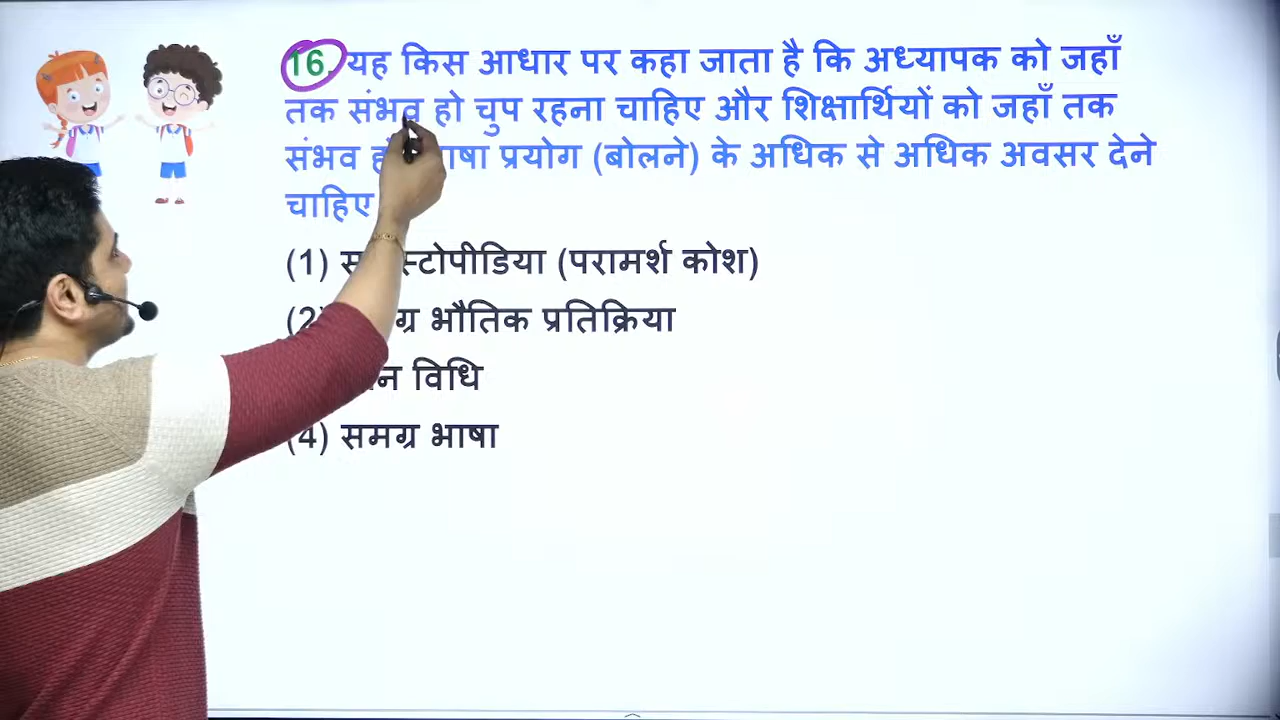 16. यह किस आधार पर कहा जाता है कि अध्यापक को जहाँ
तक संभव हो चुप रहना चाहिए और शिक्षार्थियों को जहाँ तक
संभव प्रयोग (बोलने) के अधिक से अधिक अवसर देने
चाहिए
(1) (परामर्श कोश)
(2) भौतिक प्रतिक्रिया
विधि
(4) समग्र भाषा